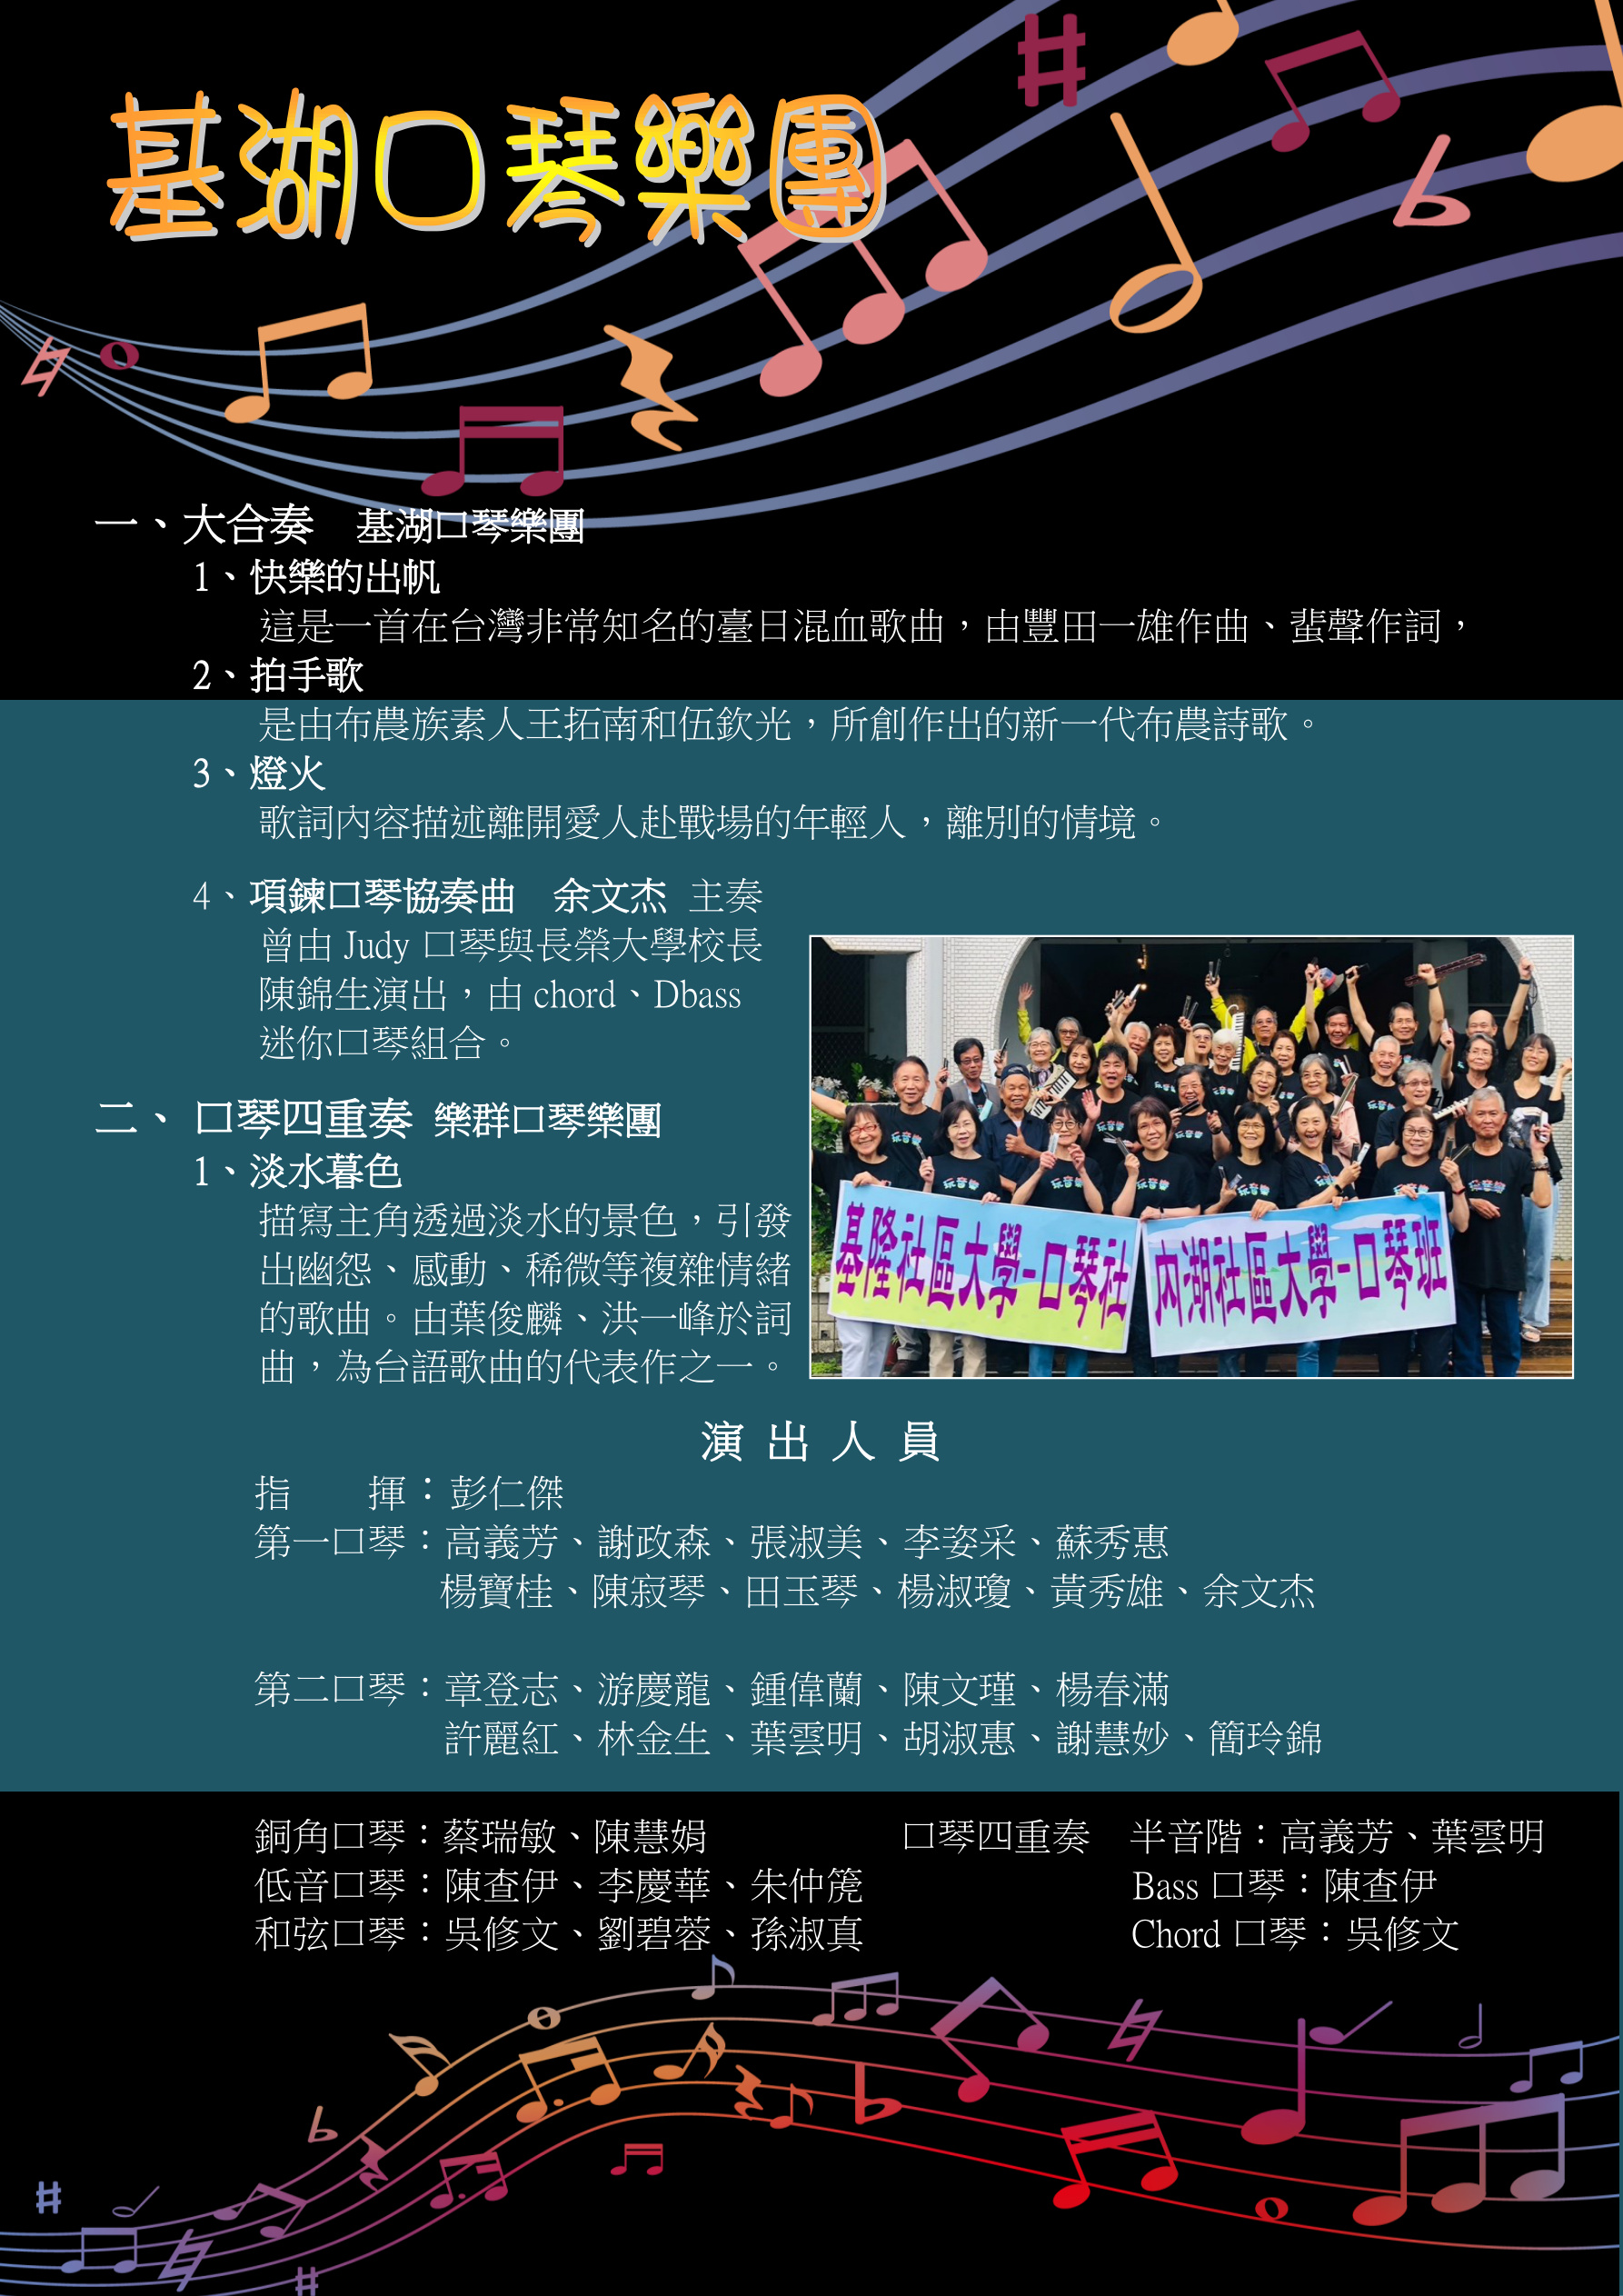 基湖口琴樂團
一、大合奏 基湖口琴樂團
1、快樂的出帆
這是一首在台灣非常知名的臺日混血歌曲，由豐田一雄作曲、蜚聲作詞，
2、拍手歌
是由布農族素人王拓南和伍欽光，所創作出的新一代布農詩歌。
3、燈火
歌詞內容描述離開愛人赴戰場的年輕人，離別的情境。
4、項鍊口琴協奏曲 余文杰 主奏
曾由 Judy 口琴與長榮大學校長
陳錦生演出，由 chord、Dbass
迷你口琴組合。
二、口琴四重奏 樂群口琴樂團
1、淡水暮色
描寫主角透過淡水的景色，引發
出幽怨、感動、稀微等複雜情緒
的歌曲。由葉俊麟、洪一峰於詞
曲，為台語歌曲的代表作之一。
玩音樂
基隆社區大學-口琴社
內湖社區大學-口琴班
演出人員
指 揮：彭仁傑
第一口琴：高義芳、謝政森、張淑美、李姿采、蘇秀惠
楊寶桂、陳寂琴、田玉琴、楊淑瓊、黃秀雄、余文杰
第二口琴：章登志、游慶龍、鍾偉蘭、陳文瑾、楊春滿
許麗紅、林金生、葉雲明、胡淑惠、謝慧妙、簡玲錦
銅角口琴：蔡瑞敏、陳慧娟 口琴四重奏 半音階：高義芳、葉雲明
低音口琴：陳查伊、李慶華、朱仲箎 Bass 口琴：陳查伊
和弦口琴：吳修文、劉碧蓉、孫淑真 Chord 口琴：吳修文